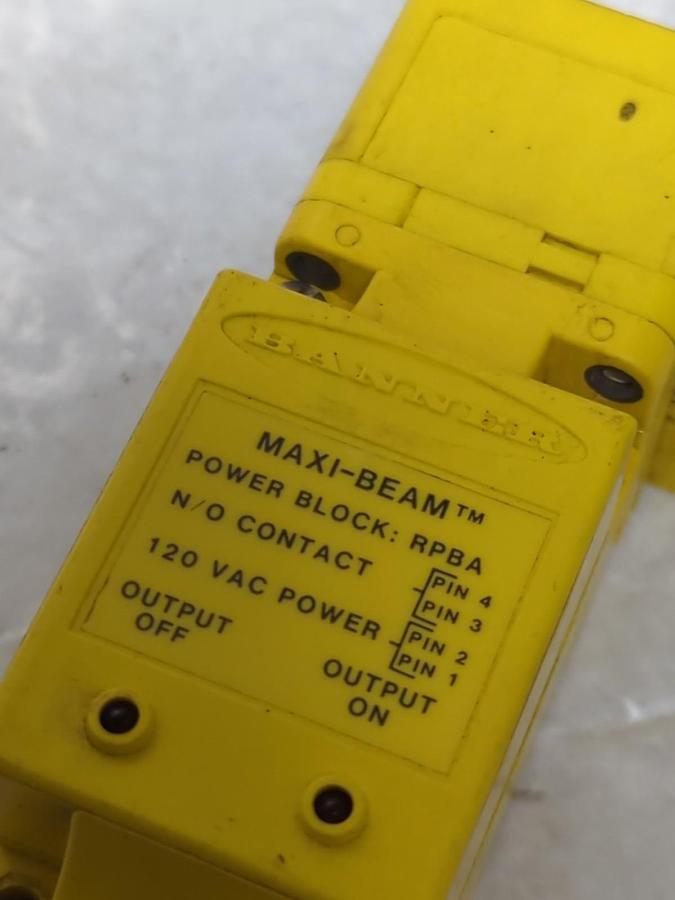 BANNER
MAXI-BEAM™
POWER BLOCK: RPBA
N/O CONTACT
PIN 4
PIN 3
120 VAC POWER
PIN 2
PIN 1
OUTPUT
OFF
OUTPUT
ON